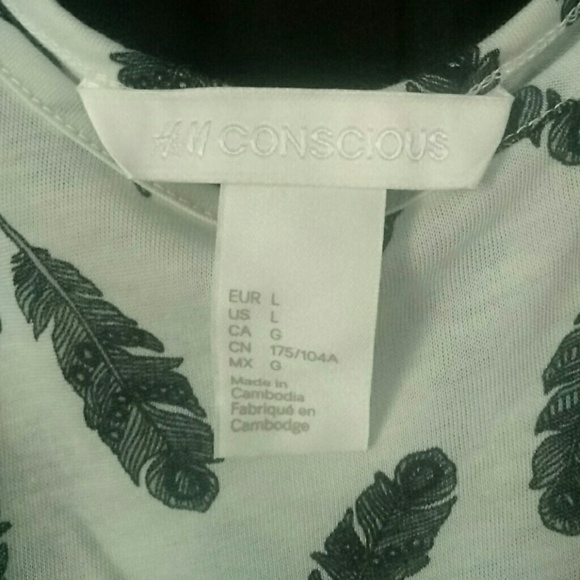 H&M CONSCIOUS
EUR L
US L
CA G
CN 175/104A
MX G
Made in
Cambodia
Fabriqué en
Cambodge